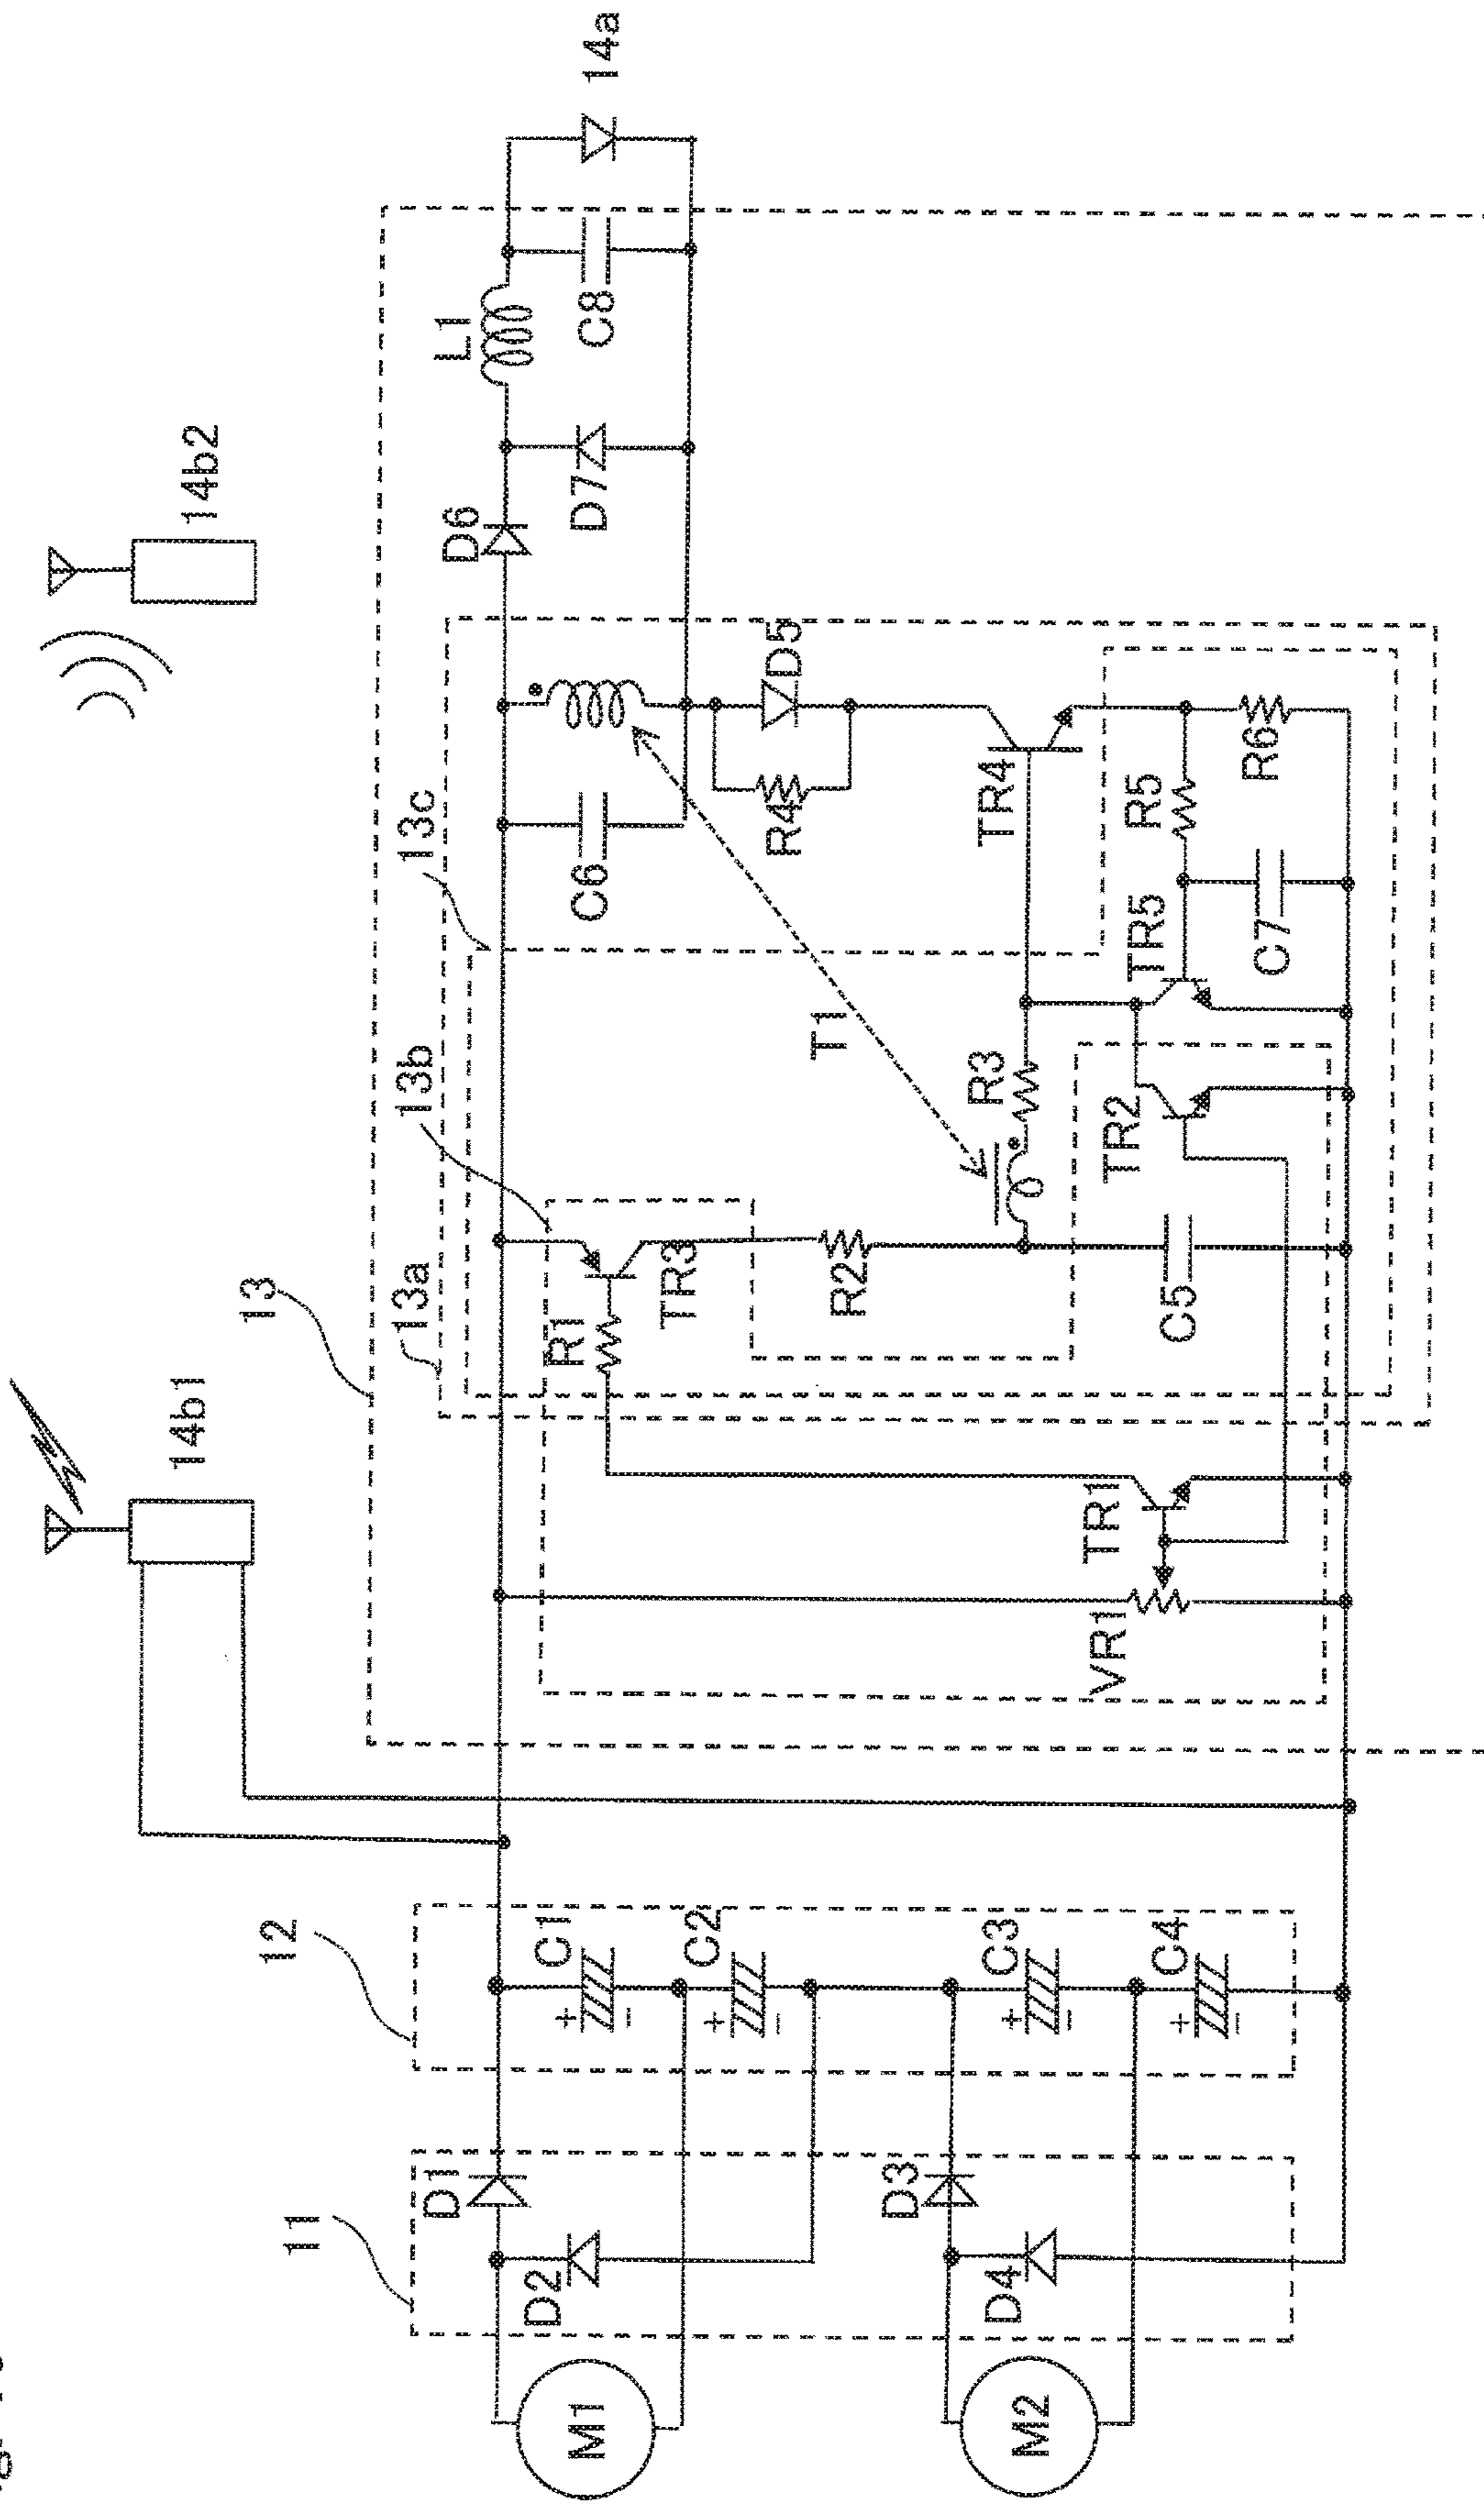 14a
14b2
14b1
13
13a
13b
13c
12
11
L1
C8
D7
D6
D5
R4
C6
T1
TR4
R5
R6
TR5
C7
R3
TR2
TR3
R1
R2
C5
TR1
VR1
C1
+
−
C2
+
−
C3
+
−
C4
+
−
D1
D2
D3
D4
M1
M2